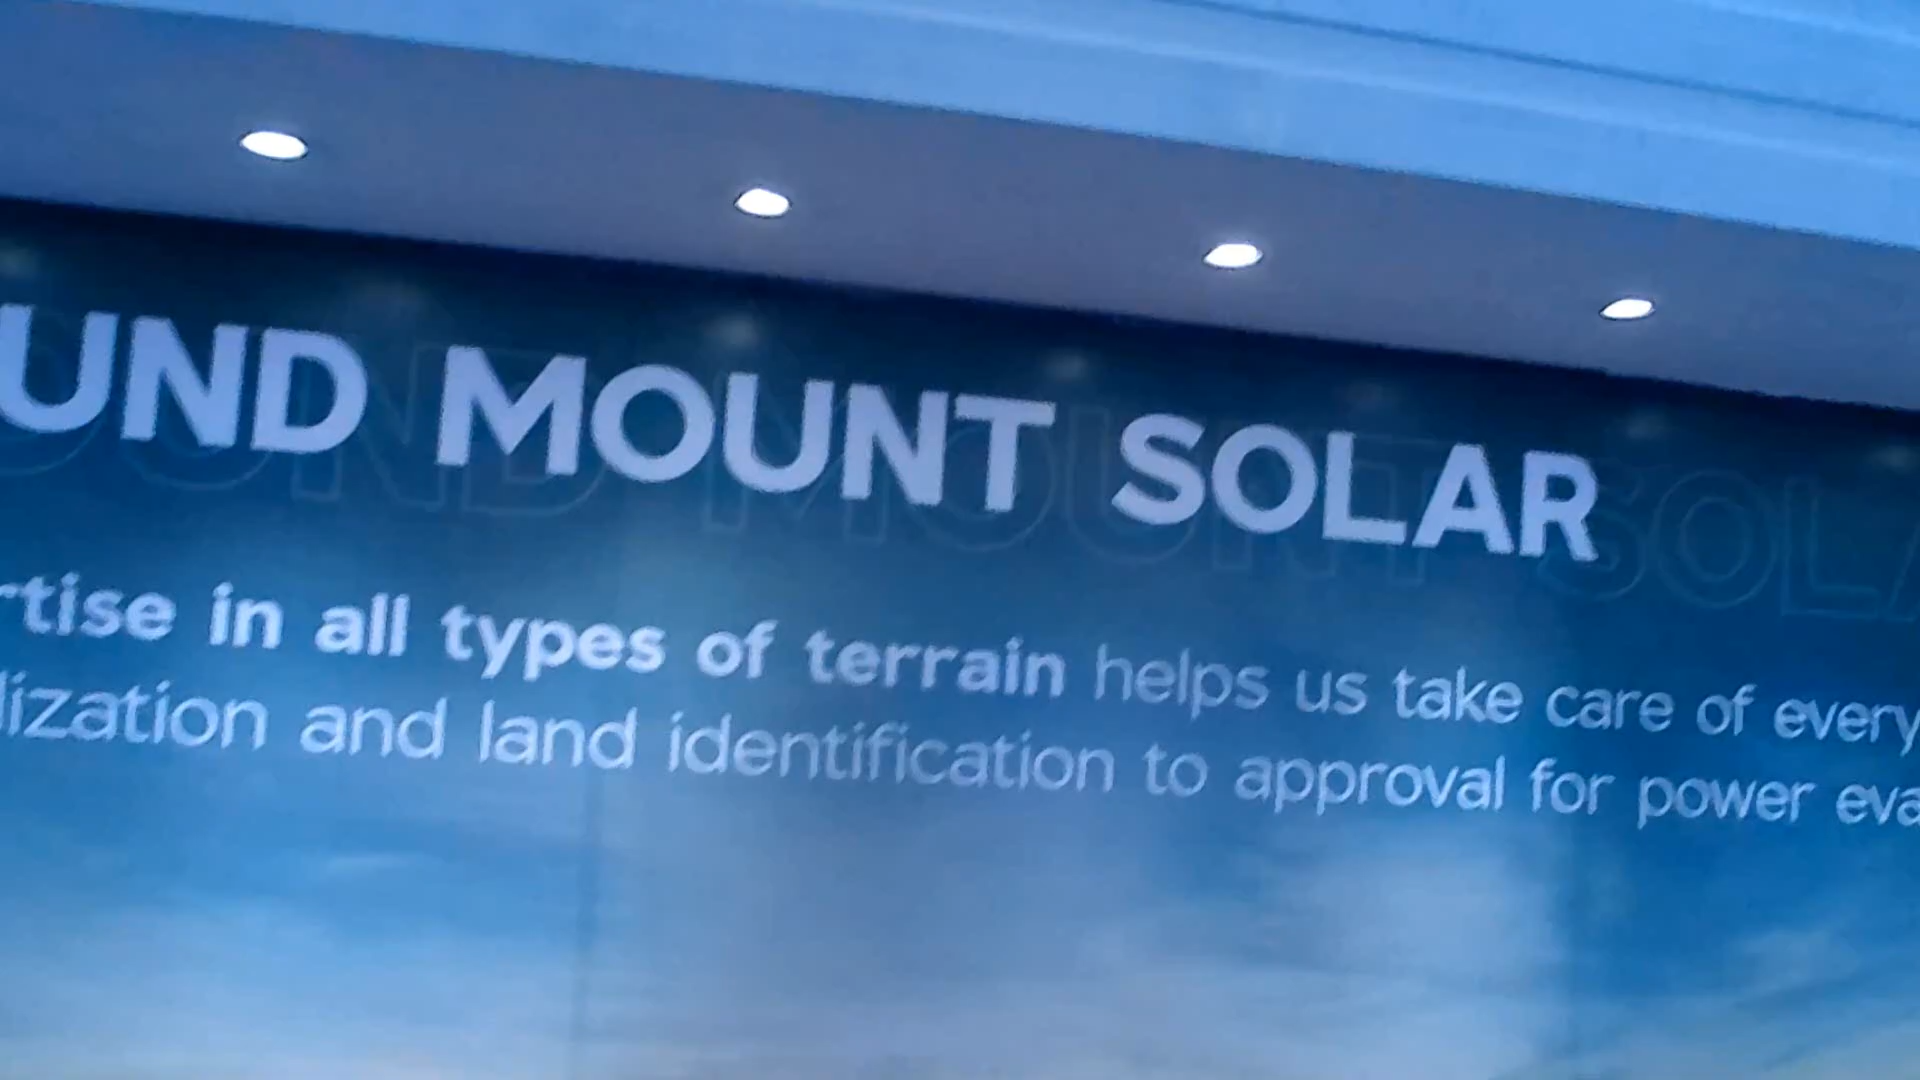 UND MOUNT SOLAR
rtise in all types of terrain helps us take care of every
lization and land identification to approval for power eva